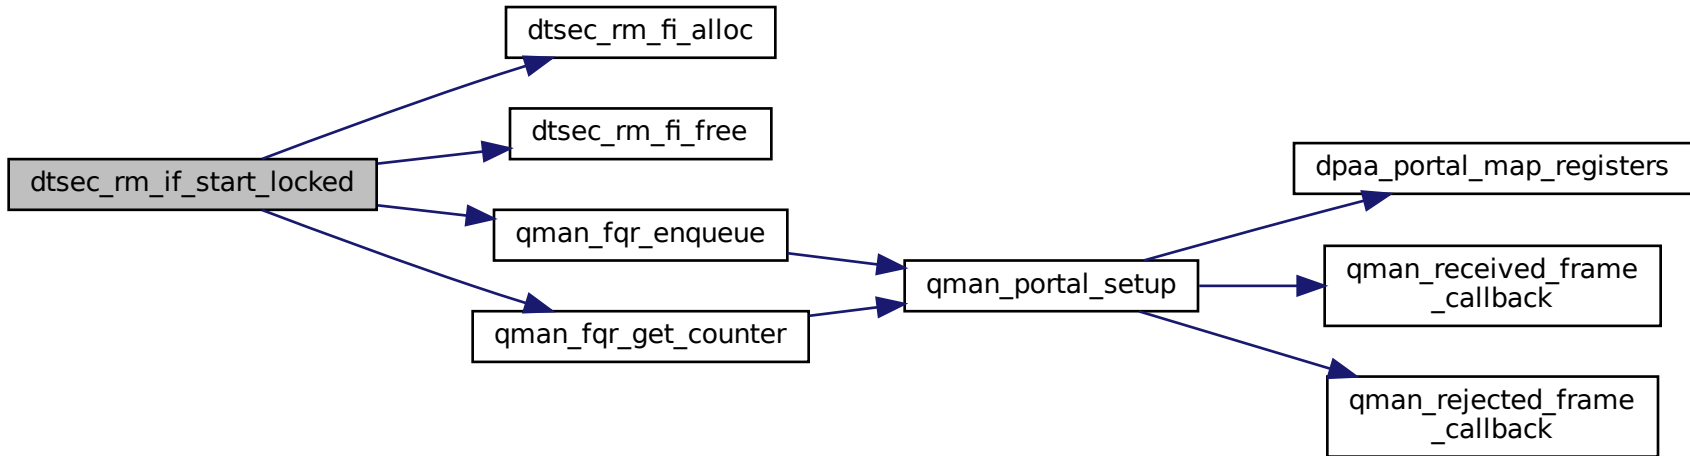 dtsec_rm_if_start_locked
dtsec_rm_fi_alloc
dtsec_rm_fi_free
qman_fqr_enqueue
qman_fqr_get_counter
qman_portal_setup
dpaa_portal_map_registers
qman_received_frame
_callback
qman_rejected_frame
_callback